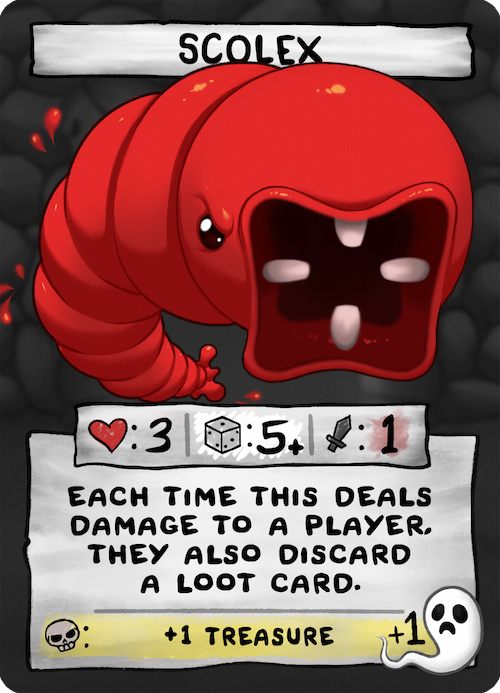 SCOLEX
:3 :5+ :1
EACH TIME THIS DEALS
DAMAGE TO A PLAYER,
THEY ALSO DISCARD
A LOOT CARD.
: +1 TREASURE +1